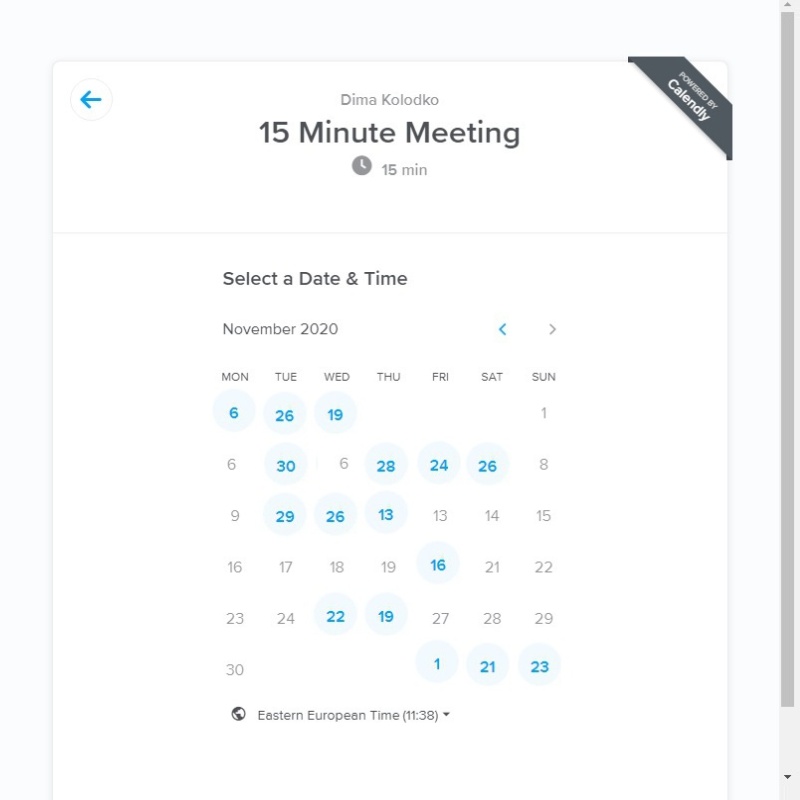 Dima Kolodko
15 Minute Meeting
15 min
POWERED BY
Calendly
Select a Date & Time
November 2020
MON TUE WED THU FRI SAT SUN
6 26 19 1
6 30 6 28 24 26 8
9 29 26 13 13 14 15
16 17 18 19 16 21 22
23 24 22 19 27 28 29
30 1 21 23
Eastern European Time (11:38)